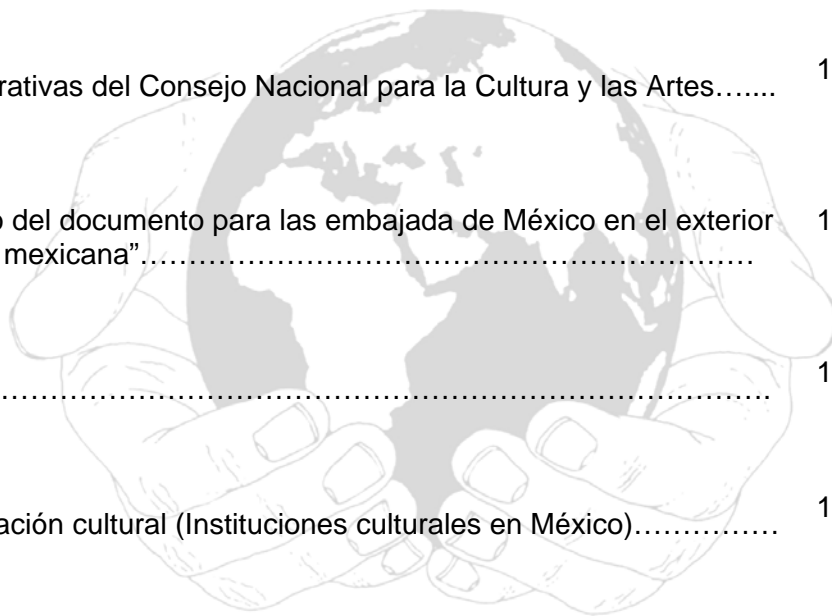 rativas del Consejo Nacional para la Cultura y las Artes….... 1
o del documento para las embajada de México en el exterior 1
mexicana”…………………………………………………..……………
1
………………………………………………………………………….
ación cultural (Instituciones culturales en México)…………… 1